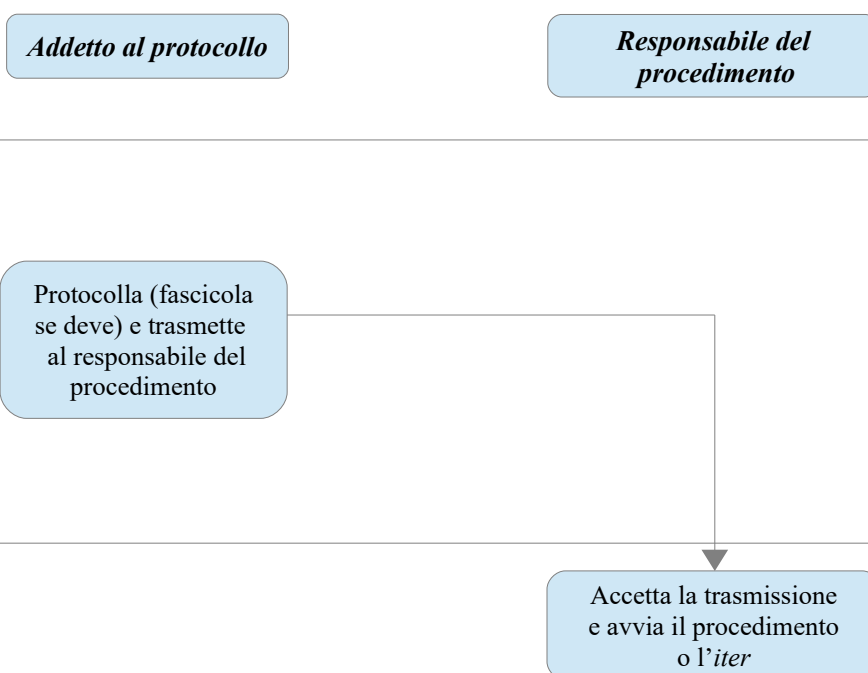 Addetto al protocollo
Responsabile del
procedimento
Protocolla (fascicola
se deve) e trasmette
al responsabile del
procedimento
Accetta la trasmissione
e avvia il procedimento
o l’iter